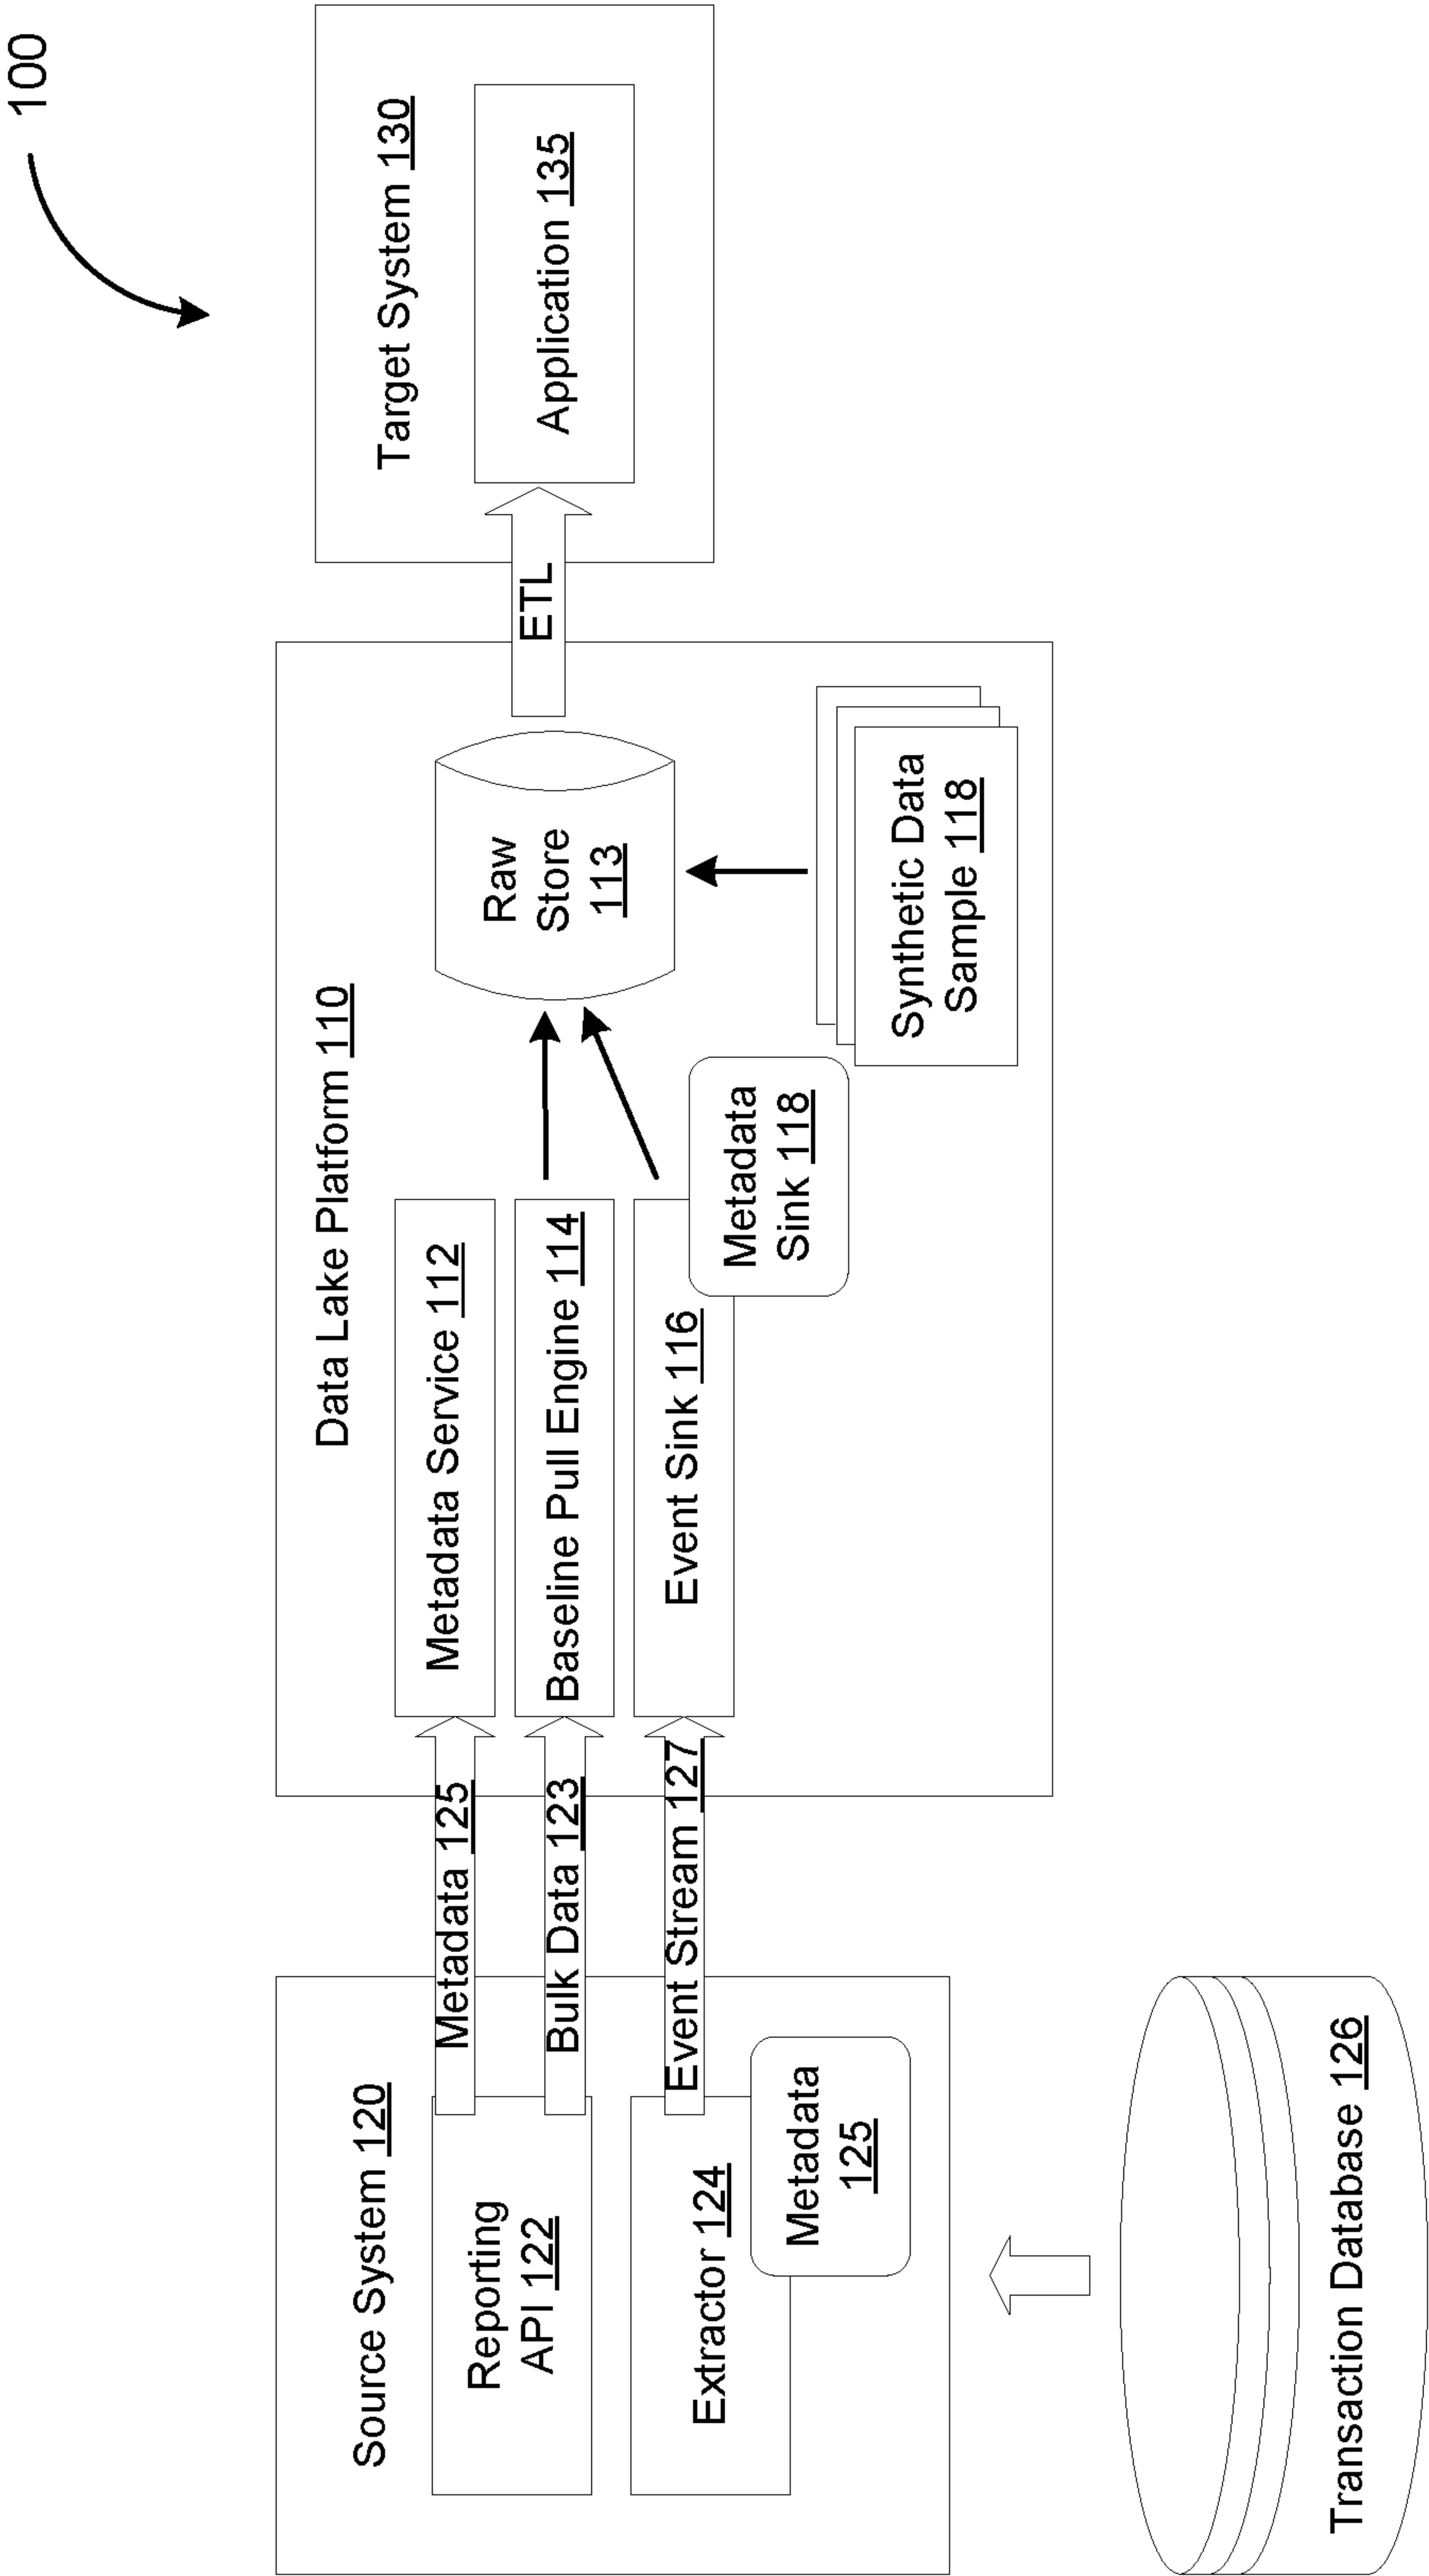 100
Source System 120
Reporting
API 122
Extractor 124
Metadata
125
Transaction Database 126
Metadata 125
Bulk Data 123
Event Stream 127
Data Lake Platform 110
Metadata Service 112
Baseline Pull Engine 114
Event Sink 116
Metadata
Sink 118
Raw
Store
113
Synthetic Data
Sample 118
ETL
Target System 130
Application 135